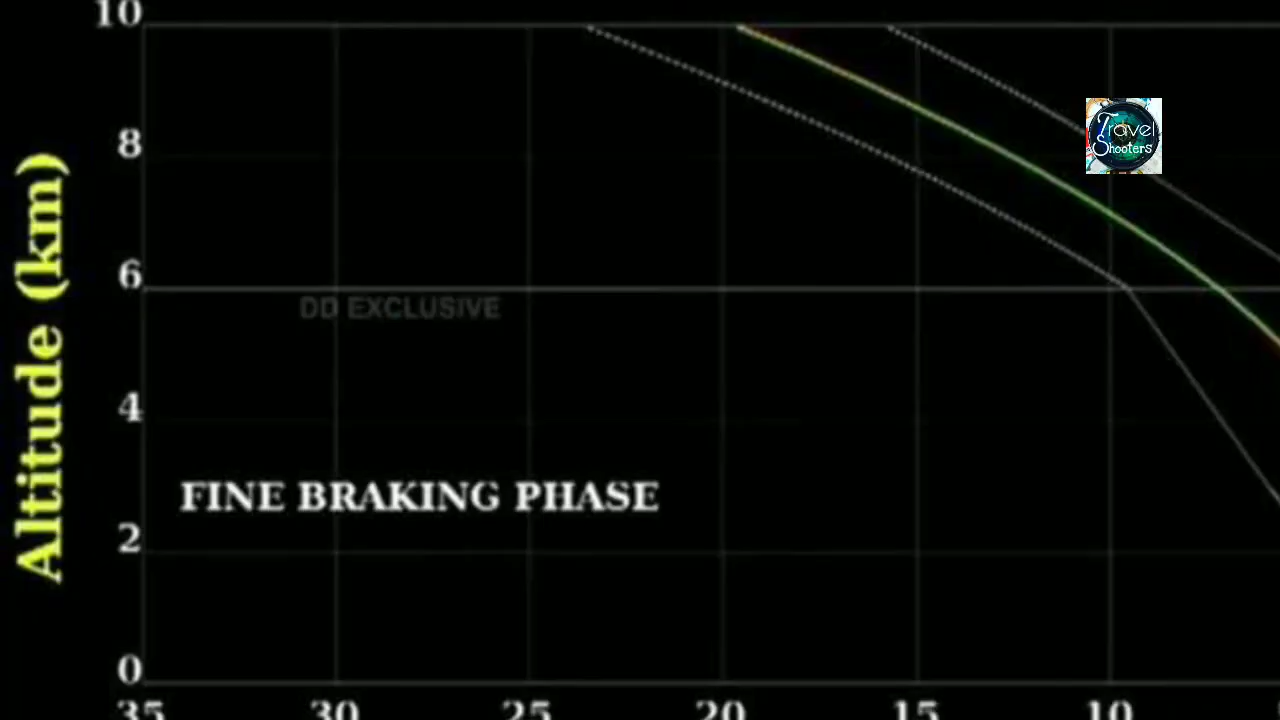 10
8
Travel
Shooters
Altitude (km)
6
DD EXCLUSIVE
4
FINE BRAKING PHASE
2
0
35 30 25 20 15 10